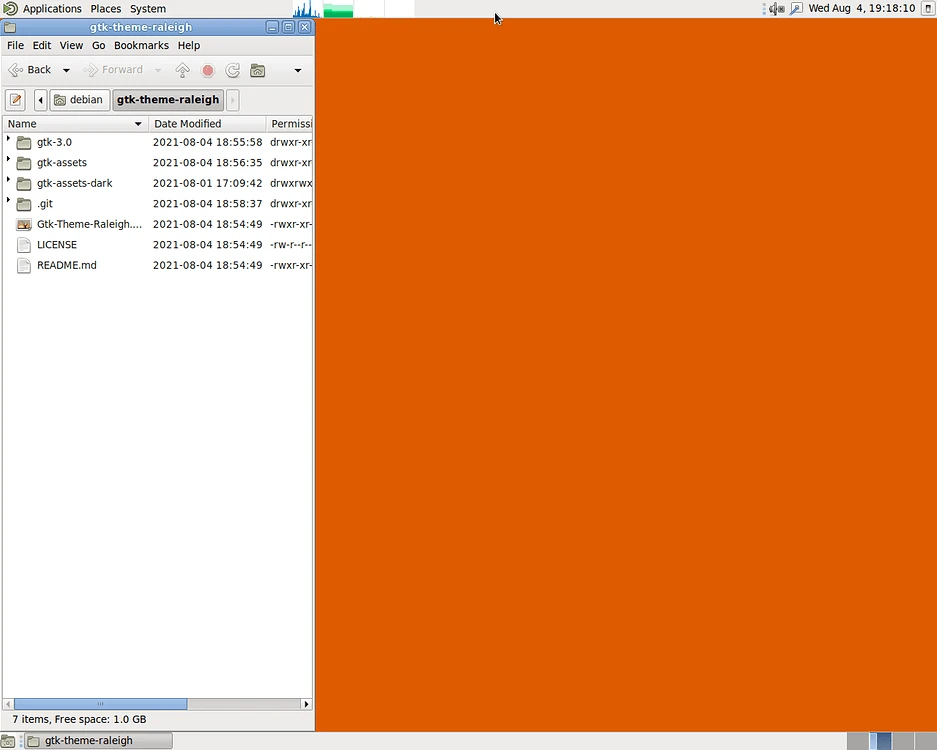 Applications Places System Wed Aug 4, 19:18:10
gtk-theme-raleigh
File Edit View Go Bookmarks Help
Back Forward
debian gtk-theme-raleigh
Name Date Modified Permissi
gtk-3.0 2021-08-04 18:55:58 drwxr-xr
gtk-assets 2021-08-04 18:56:35 drwxr-xr
gtk-assets-dark 2021-08-01 17:09:42 drwxrwx
.git 2021-08-04 18:58:37 drwxr-xr
Gtk-Theme-Raleigh.... 2021-08-04 18:54:49 -rwxr-xr-
LICENSE 2021-08-04 18:54:49 -rw-r--r--
README.md 2021-08-04 18:54:49 -rwxr-xr-
7 items, Free space: 1.0 GB
gtk-theme-raleigh